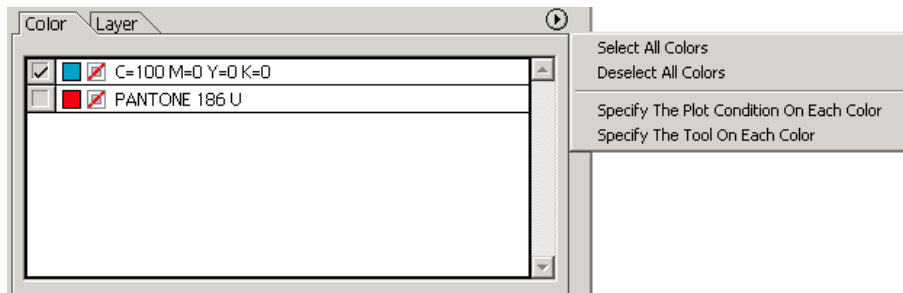 Color Layer
C=100 M=0 Y=0 K=0
PANTONE 186 U
Select All Colors
Deselect All Colors
Specify The Plot Condition On Each Color
Specify The Tool On Each Color